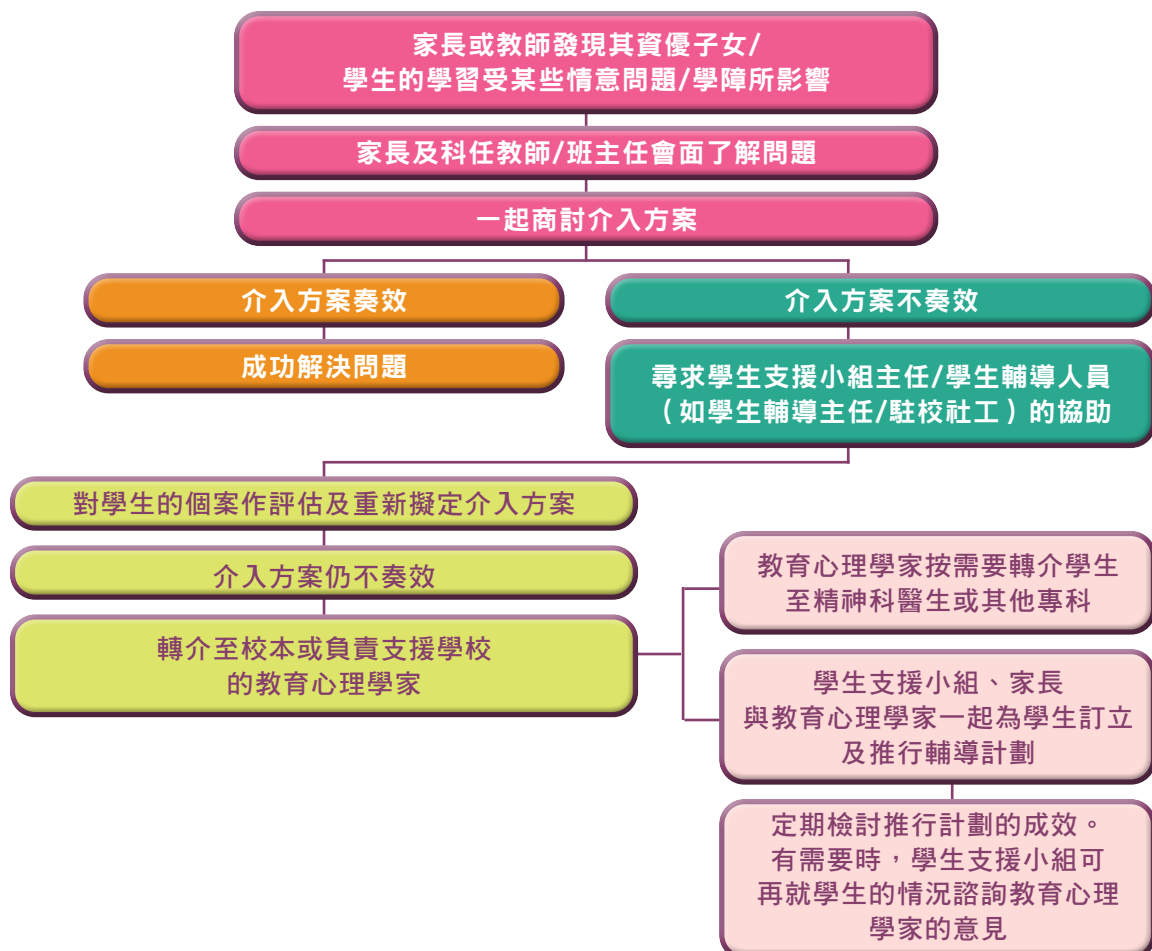 家長或教師發現其資優子女/
學生的學習受某些情意問題/學障所影響
家長及科任教師/班主任會面了解問題
一起商討介入方案
介入方案奏效
介入方案不奏效
成功解決問題
尋求學生支援小組主任/學生輔導人員
（如學生輔導主任/駐校社工）的協助
對學生的個案作評估及重新擬定介入方案
介入方案仍不奏效
轉介至校本或負責支援學校
的教育心理學家
教育心理學家按需要轉介學生
至精神科醫生或其他專科
學生支援小組、家長
與教育心理學家一起為學生訂立
及推行輔導計劃
定期檢討推行計劃的成效。
有需要時，學生支援小組可
再就學生的情況諮詢教育心理
學家的意見